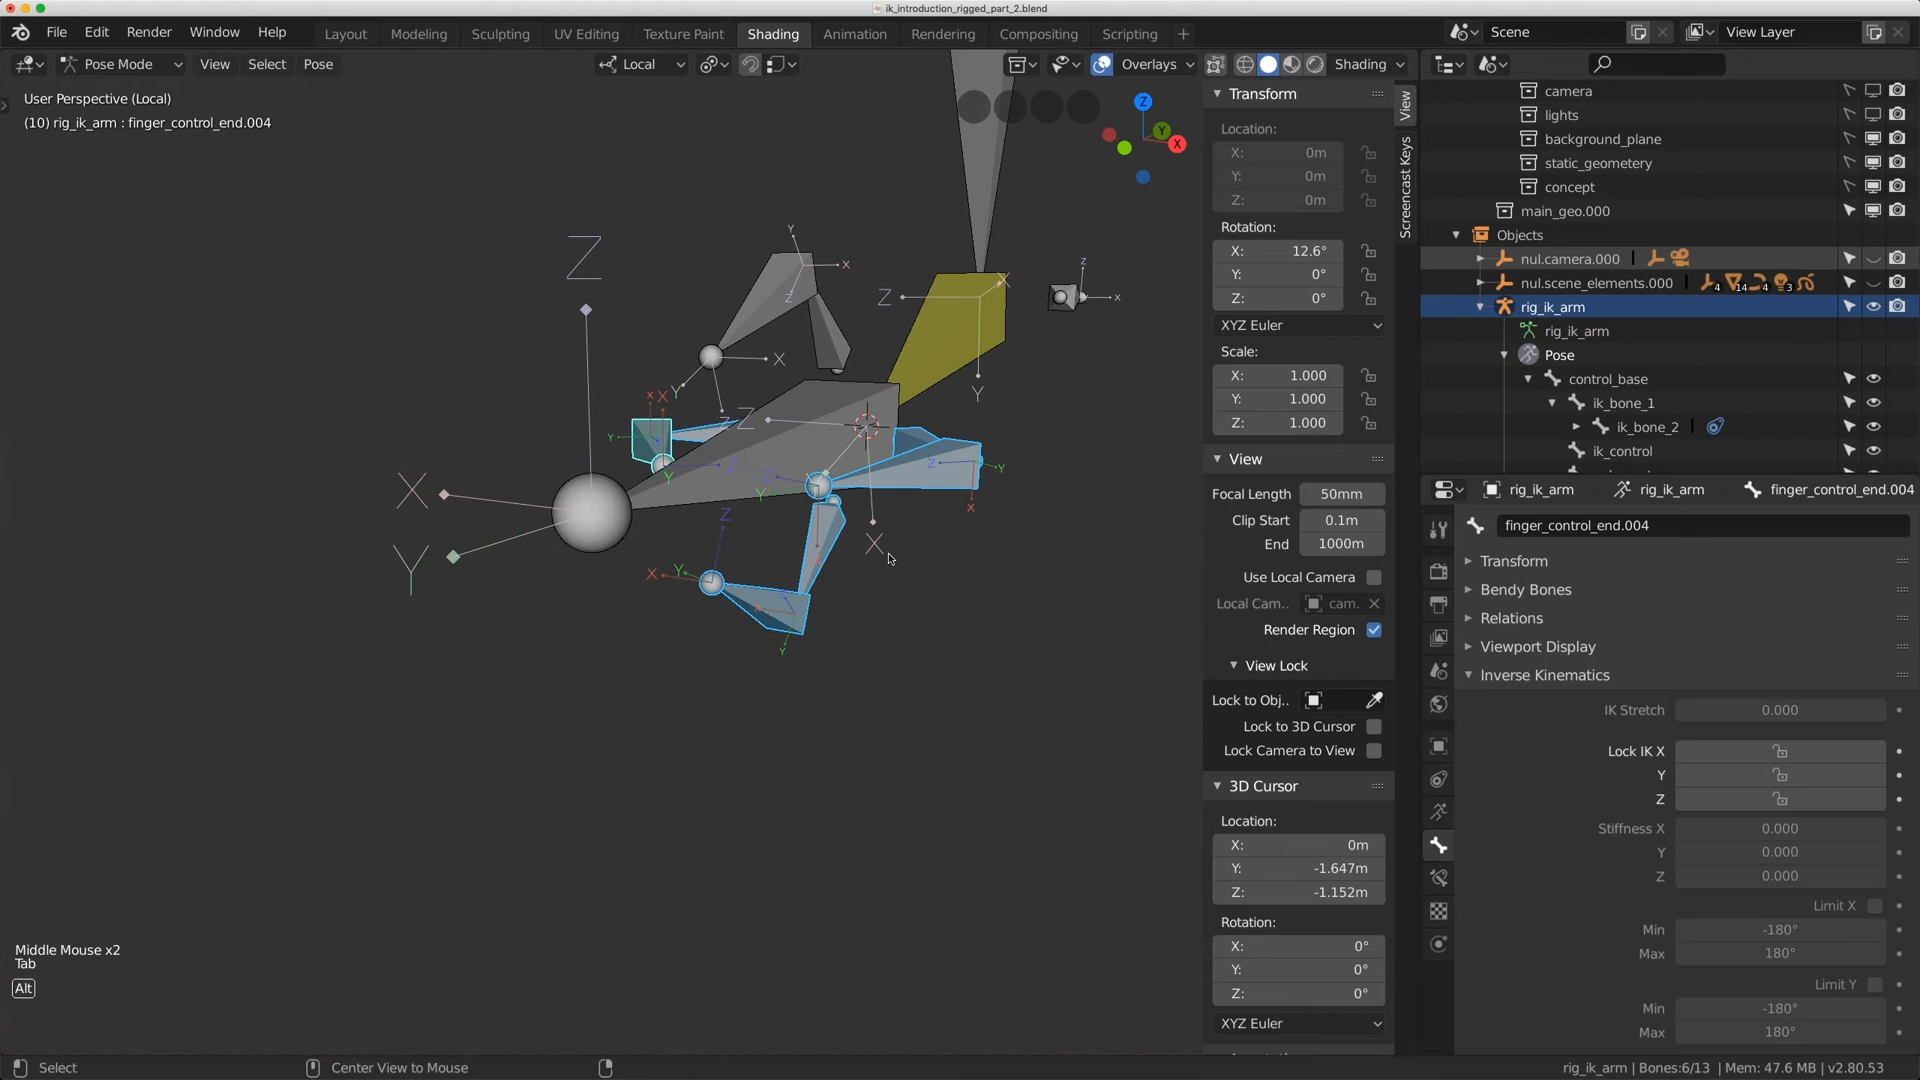 ik_introduction_rigged_part_2.blend
File Edit Render Window Help Layout Modeling Sculpting UV Editing Texture Paint Shading Animation Rendering Compositing Scripting + Scene View Layer
Pose Mode View Select Pose Local Overlays Shading
User Perspective (Local)
(10) rig_ik_arm : finger_control_end.004
Transform
Location:
X: 0m
Y: 0m
Z: 0m
Rotation:
X: 12.6°
Y: 0°
Z: 0°
XYZ Euler
Scale:
X: 1.000
Y: 1.000
Z: 1.000
View
Focal Length 50mm
Clip Start 0.1m
End 1000m
Use Local Camera
Local Cam.. cam.
Render Region
View Lock
Lock to Obj..
Lock to 3D Cursor
Lock Camera to View
3D Cursor
Location:
X: 0m
Y: -1.647m
Z: -1.152m
Rotation:
X: 0°
Y: 0°
Z: 0°
XYZ Euler
View
Screencast Keys
camera
lights
background_plane
static_geometery
concept
main_geo.000
Objects
nul.camera.000
nul.scene_elements.000 4 14 4 3
rig_ik_arm
rig_ik_arm
Pose
control_base
ik_bone_1
ik_bone_2
ik_control
rig_ik_arm rig_ik_arm finger_control_end.004
finger_control_end.004
Transform
Bendy Bones
Relations
Viewport Display
Inverse Kinematics
IK Stretch 0.000
Lock IK X
Y
Z
Stiffness X 0.000
Y 0.000
Z 0.000
Limit X
Min -180°
Max 180°
Limit Y
Min -180°
Max 180°
Middle Mouse x2
Tab
Alt
Select Center View to Mouse rig_ik_arm | Bones:6/13 | Mem: 47.6 MB | v2.80.53